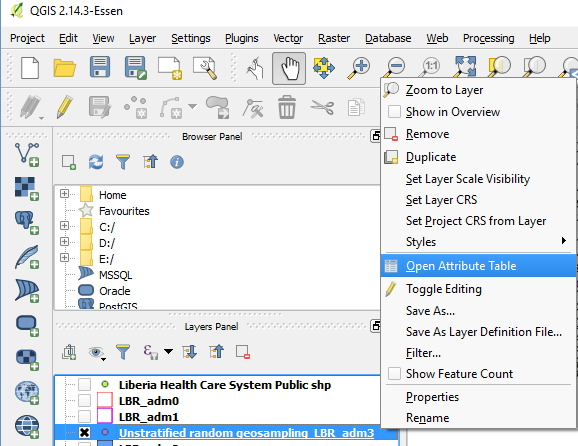 QGIS 2.14.3-Essen
Project Edit View Layer Settings Plugins Vector Raster Database Web Processing Help
Browser Panel
Home
Favourites
C:/
D:/
E:/
MSSQL
Oracle
PostGIS
Layers Panel
Liberia Health Care System Public shp
LBR_adm0
LBR_adm1
Unstratified random geosampling_LBR_adm3
Zoom to Layer
Show in Overview
Remove
Duplicate
Set Layer Scale Visibility
Set Layer CRS
Set Project CRS from Layer
Styles
Open Attribute Table
Toggle Editing
Save As...
Save As Layer Definition File...
Filter...
Show Feature Count
Properties
Rename